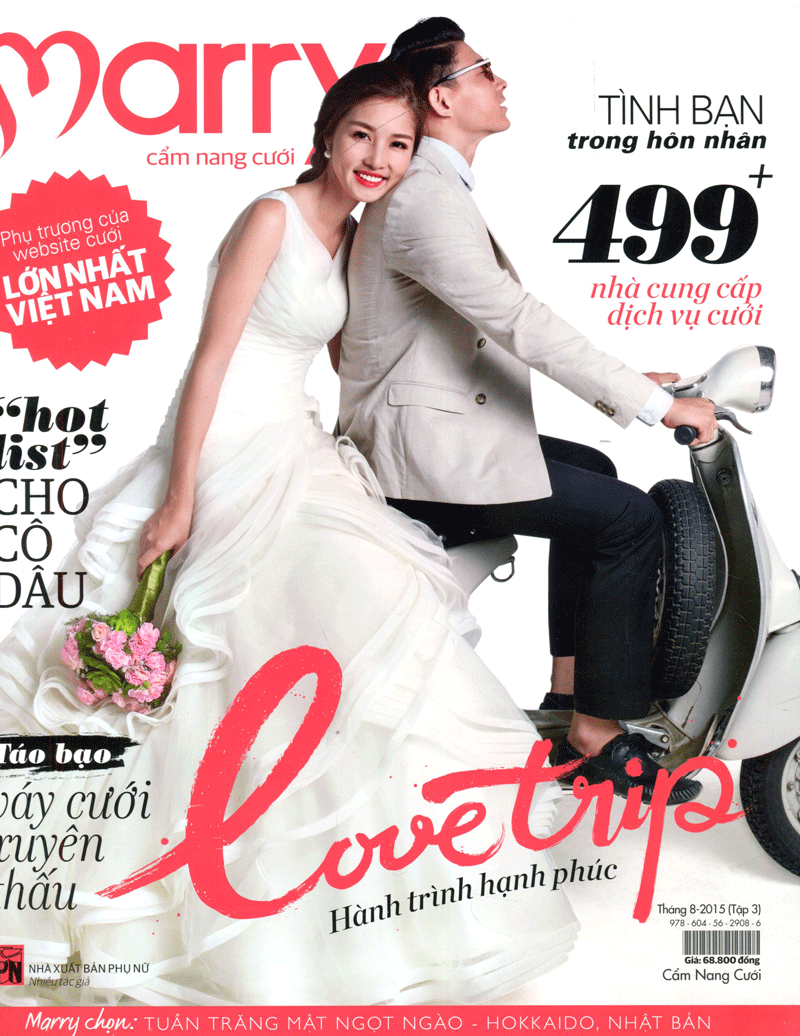 Marry
cẩm nang cưới
TÌNH BẠN
trong hôn nhân
499+
nhà cung cấp
dịch vụ cưới
Phụ trương của
website cưới
LỚN NHẤT
VIỆT NAM
“hot
list”
CHO
CÔ
DÂU
Táo bạo
váy cưới
xuyên
thấu
Lovetrip
Hành trình hạnh phúc
Tháng 8-2015 (Tập 3)
978 - 604 - 56 - 2908 - 6
Giá: 68.800 đồng
Cẩm Nang Cưới
PN
NHÀ XUẤT BẢN PHỤ NỮ
Nhiều tác giả
Marry chọn: TUẦN TRĂNG MẬT NGỌT NGÀO - HOKKAIDO, NHẬT BẢN